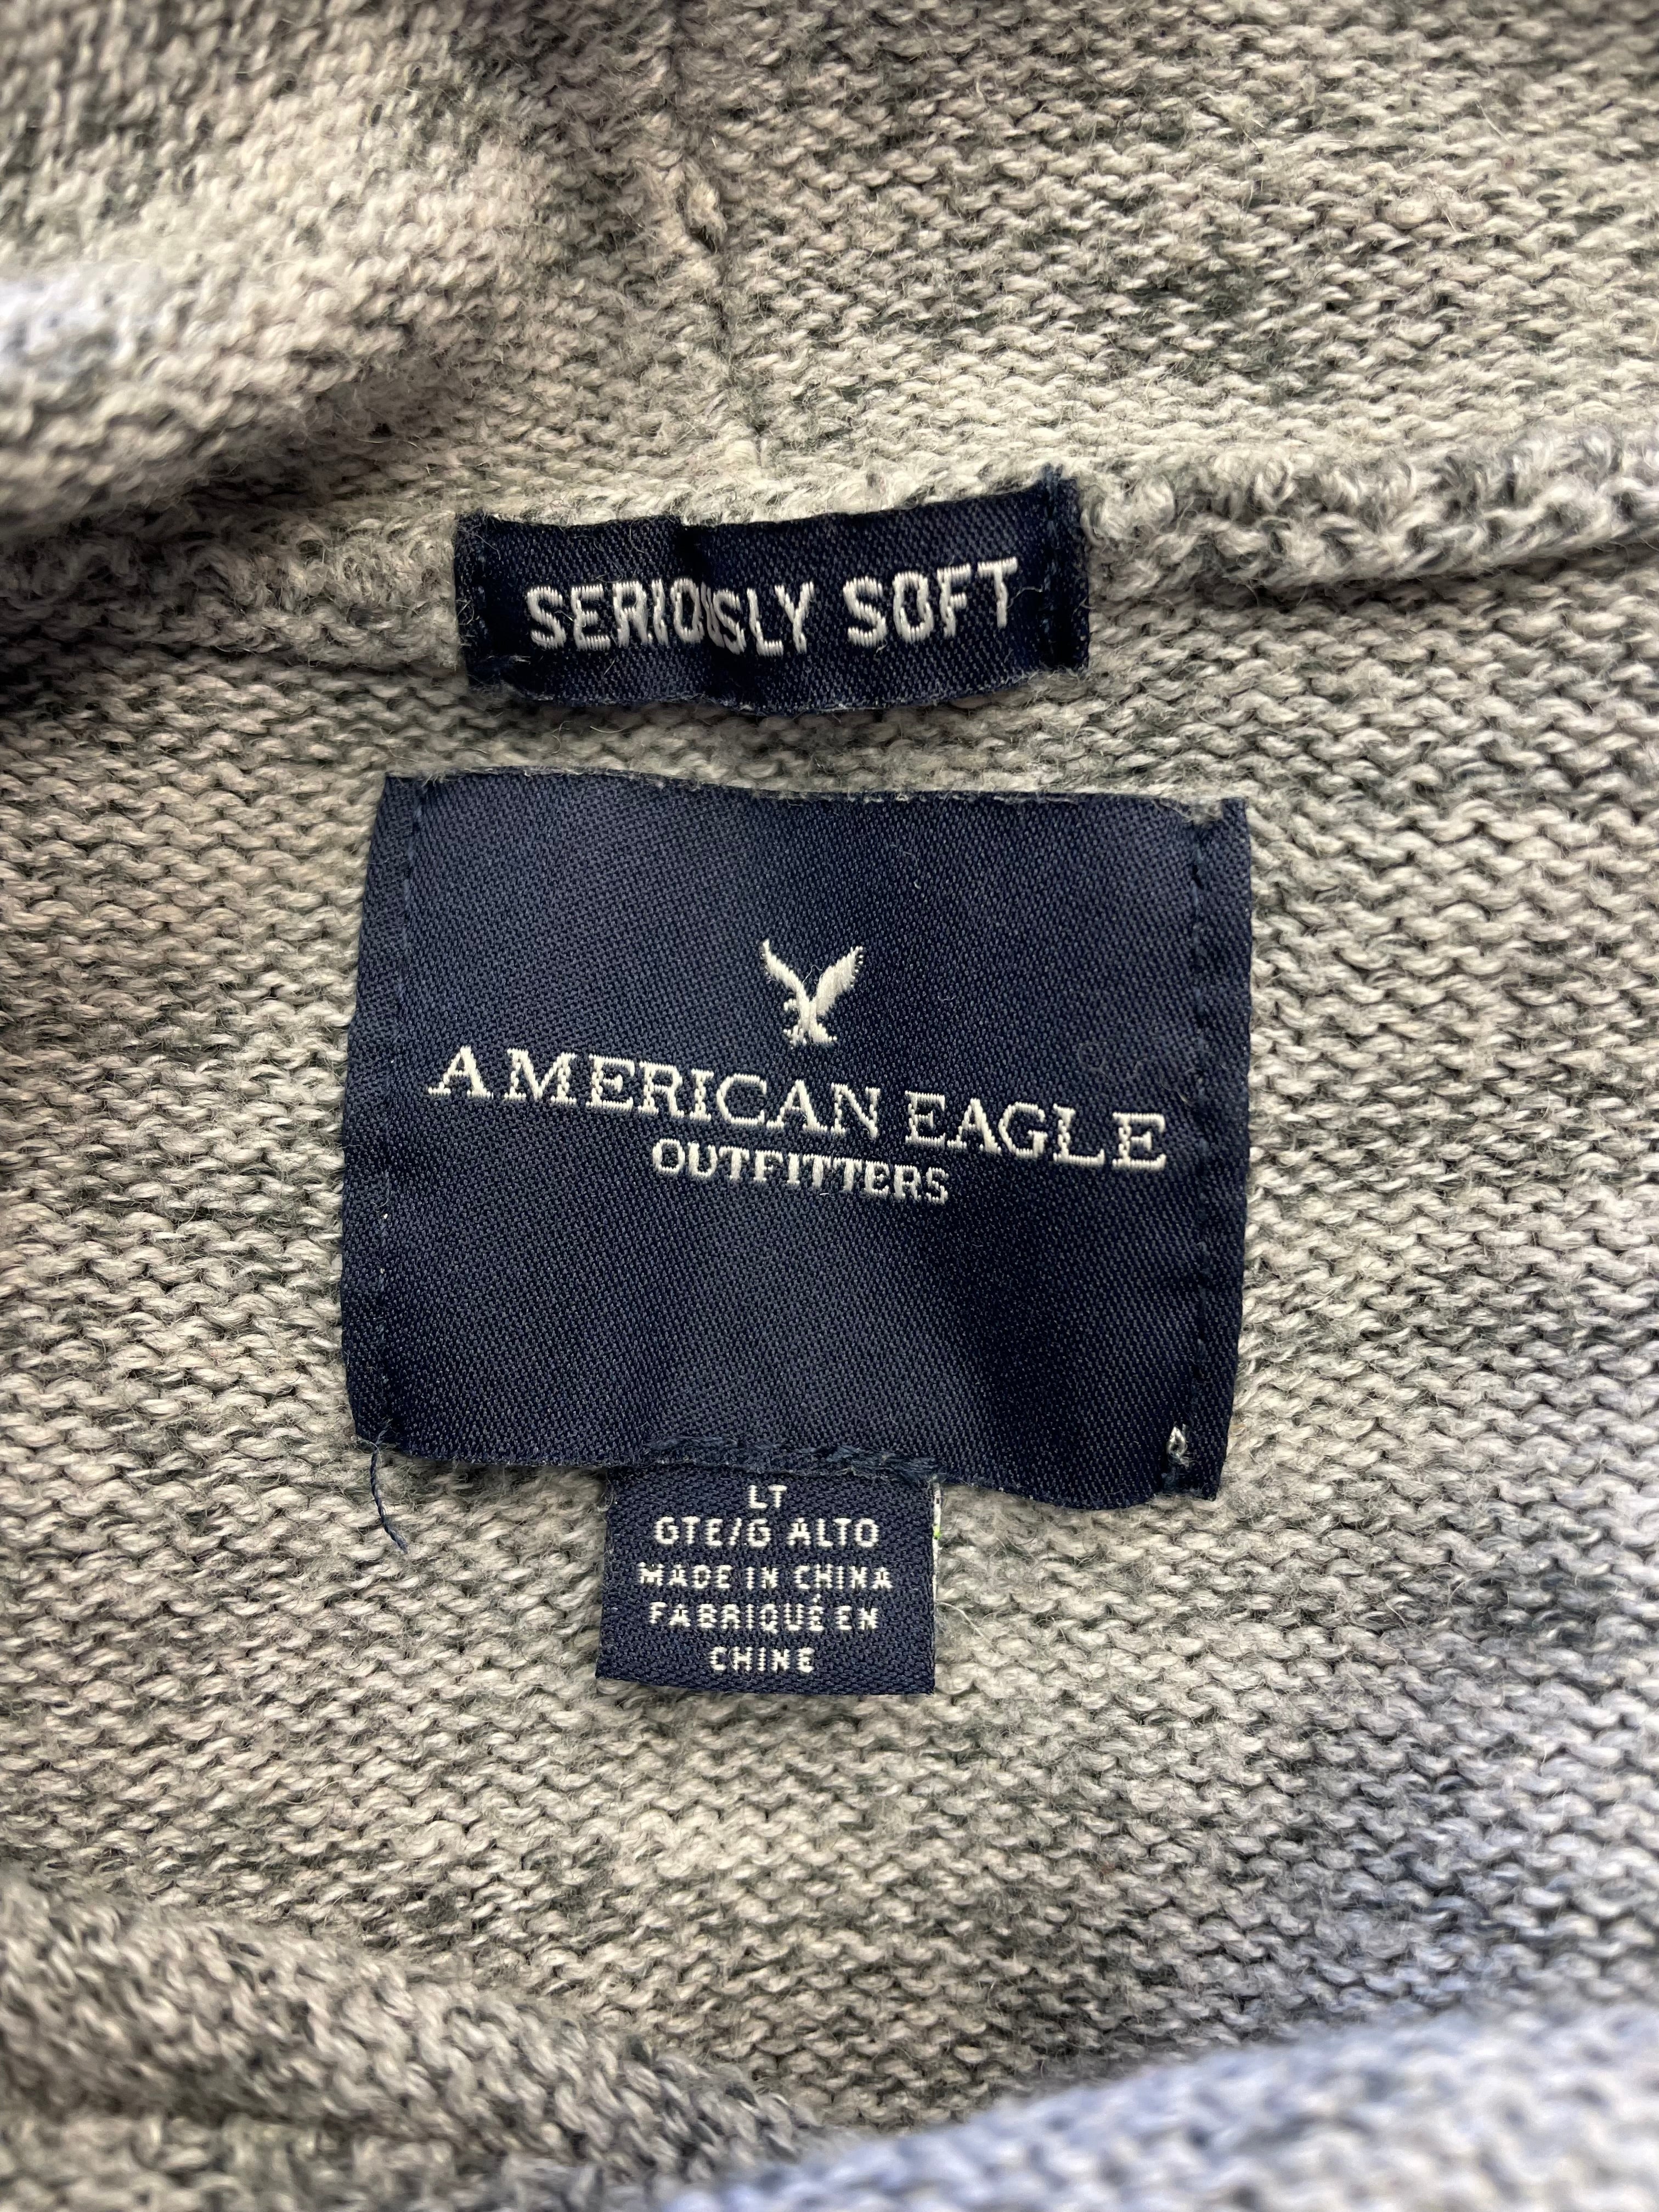 SERIOUSLY SOFT
AMERICAN EAGLE
OUTFITTERS
LT
GTE/G ALTO
MADE IN CHINA
FABRIQUÉ EN
CHINE